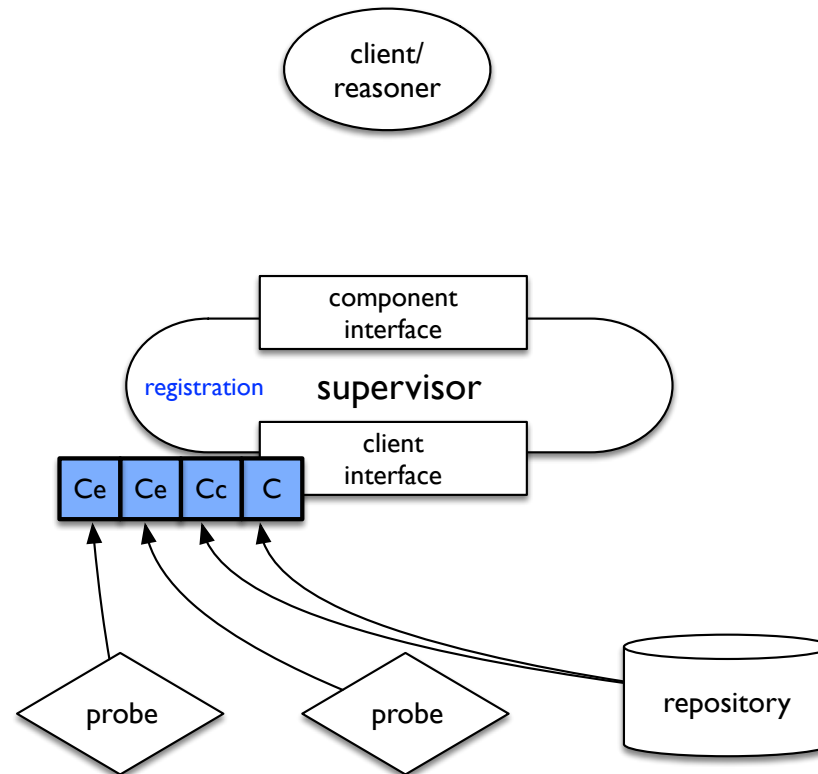 client/
reasoner
component
interface
registration
supervisor
client
interface
Ce
Ce
Cc
C
probe
probe
repository